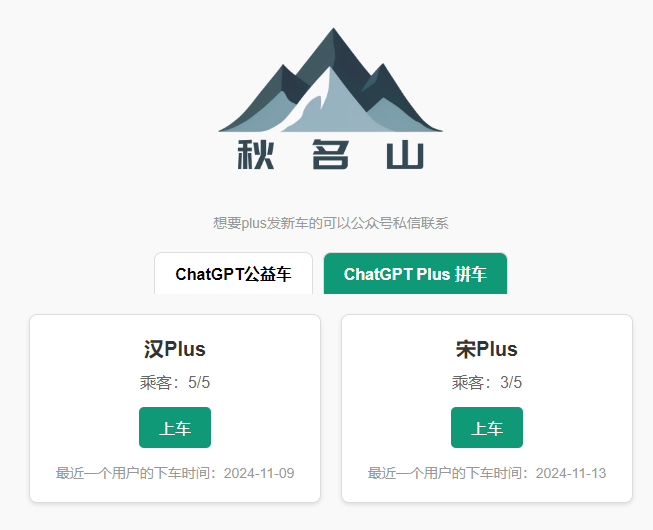 秋名山
想要plus发新车的可以公众号私信联系
ChatGPT公益车
ChatGPT Plus 拼车
汉Plus
乘客：5/5
上车
最近一个用户的下车时间：2024-11-09
宋Plus
乘客：3/5
上车
最近一个用户的下车时间：2024-11-13